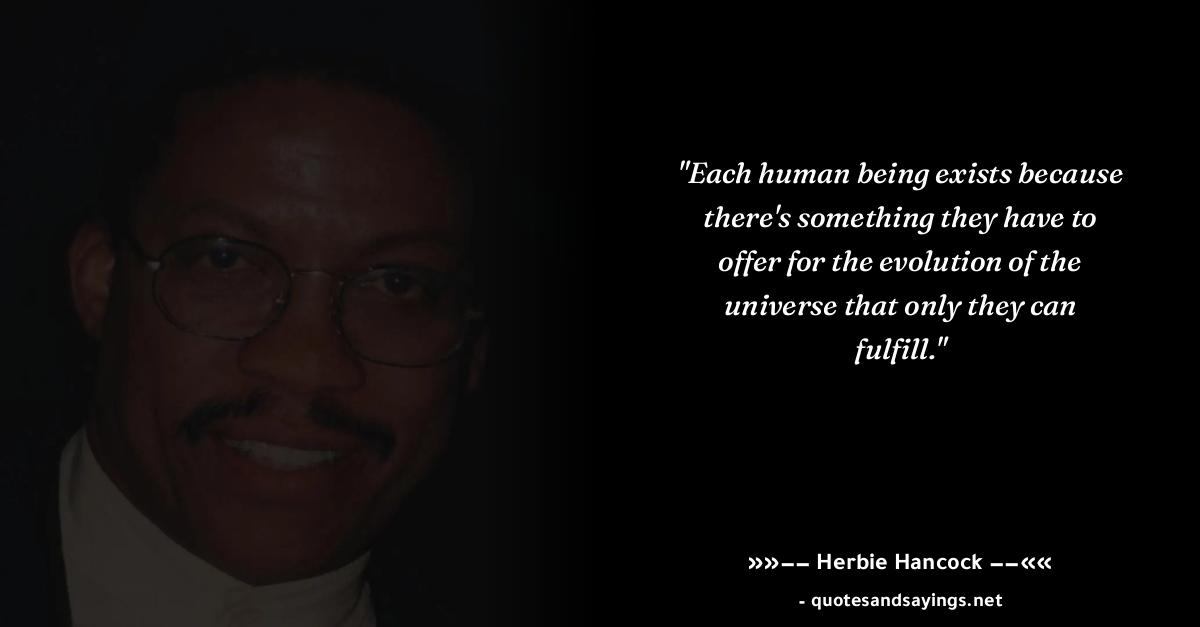 "Each human being exists because
there's something they have to
offer for the evolution of the
universe that only they can
fulfill."
»»−− Herbie Hancock −−««
- quotesandsayings.net